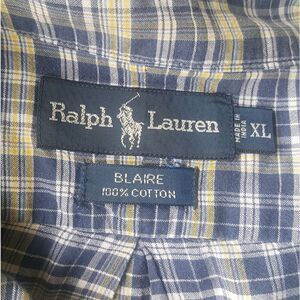 Ralph Lauren
MADE IN
INDIA
XL
BLAIRE
100% COTTON